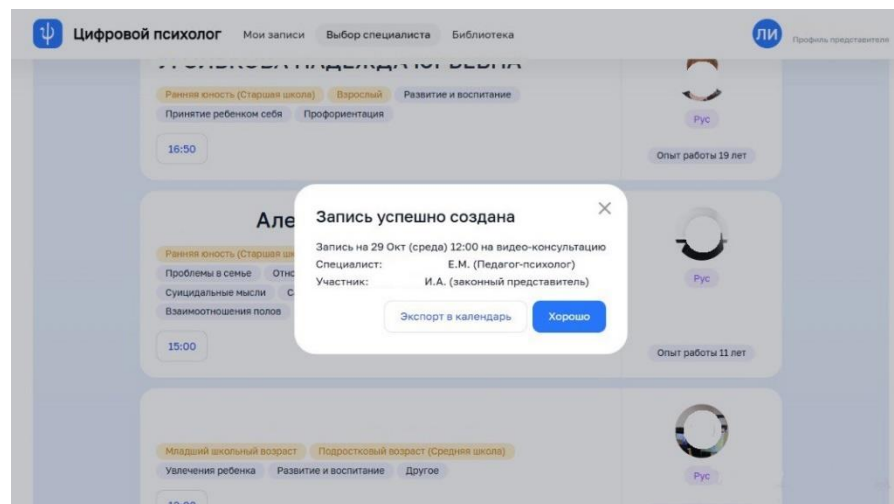 Цифровой психолог
Мои записи Выбор специалиста Библиотека
ЛИ Профиль представителя
Ранняя юность (Старшая школа) Взрослый Развитие и воспитание
Принятие ребенком себя Профориентация
Рус
16:50
Опыт работы 19 лет
Але
Ранняя юность (Старшая
Проблемы в семье
Суицидальные мысли
Взаимоотношения полов
Рус
15:00
Опыт работы 11 лет
Запись успешно создана
Запись на 29 Окт (среда) 12:00 на видео-консультацию
Специалист: Е.М. (Педагог-психолог)
Участник: И.А. (законный представитель)
Экспорт в календарь Хорошо
Младший школьный возраст Подростковый возраст (Средняя школа)
Увлечения ребенка Развитие и воспитание Другое
Рус